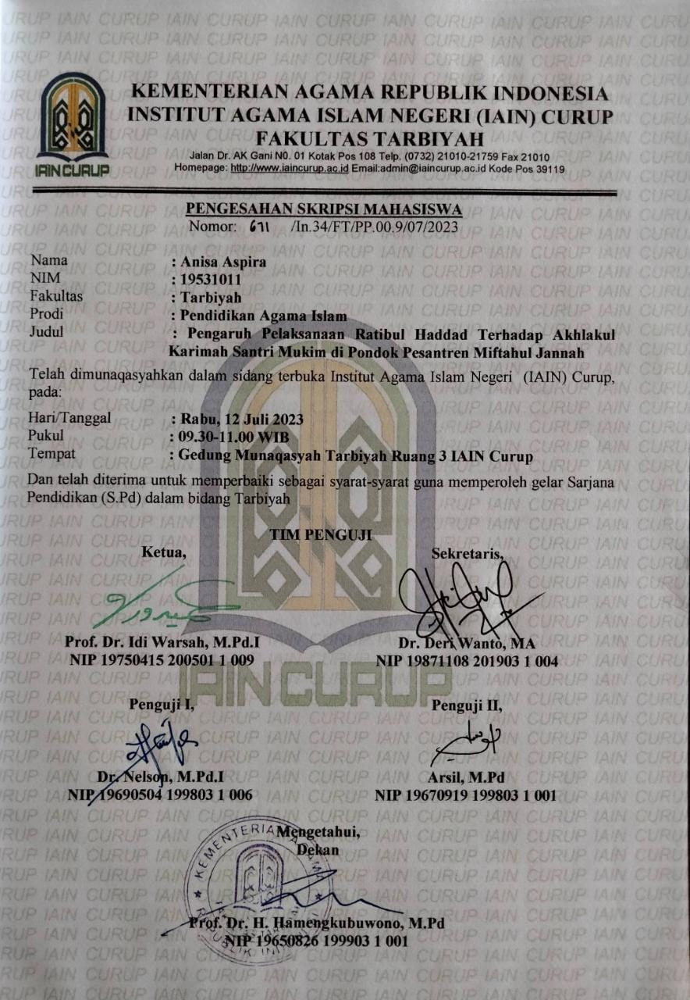 KEMENTERIAN AGAMA REPUBLIK INDONESIA
INSTITUT AGAMA ISLAM NEGERI (IAIN) CURUP
FAKULTAS TARBIYAH
Jalan Dr. AK Gani N0. 01 Kotak Pos 108 Telp. (0732) 21010-21759 Fax 21010
Homepage: http://www.iaincurup.ac.id Email:admin@iaincurup.ac.id Kode Pos 39119
IAIN CURUP
PENGESAHAN SKRIPSI MAHASISWA
Nomor: 671 /In.34/FT/PP.00.9/07/2023
Nama : Anisa Aspira
NIM : 19531011
Fakultas : Tarbiyah
Prodi : Pendidikan Agama Islam
Judul : Pengaruh Pelaksanaan Ratibul Haddad Terhadap Akhlakul
Karimah Santri Mukim di Pondok Pesantren Miftahul Jannah
Telah dimunaqasyahkan dalam sidang terbuka Institut Agama Islam Negeri (IAIN) Curup,
pada:
Hari/Tanggal : Rabu, 12 Juli 2023
Pukul : 09.30-11.00 WIB
Tempat : Gedung Munaqasyah Tarbiyah Ruang 3 IAIN Curup
Dan telah diterima untuk memperbaiki sebagai syarat-syarat guna memperoleh gelar Sarjana
Pendidikan (S.Pd) dalam bidang Tarbiyah
TIM PENGUJI
Ketua, Sekretaris,
Prof. Dr. Idi Warsah, M.Pd.I Dr. Deri Wanto, MA
NIP 19750415 200501 1 009 NIP 19871108 201903 1 004
IAIN CURUP
Penguji I, Penguji II,
Dr. Nelson, M.Pd.I Arsil, M.Pd
NIP 19690504 199803 1 006 NIP 19670919 199803 1 001
Mengetahui,
Dekan
KEMENTERIAN
Prof. Dr. H. Hamengkubuwono, M.Pd
NIP 19650826 199903 1 001